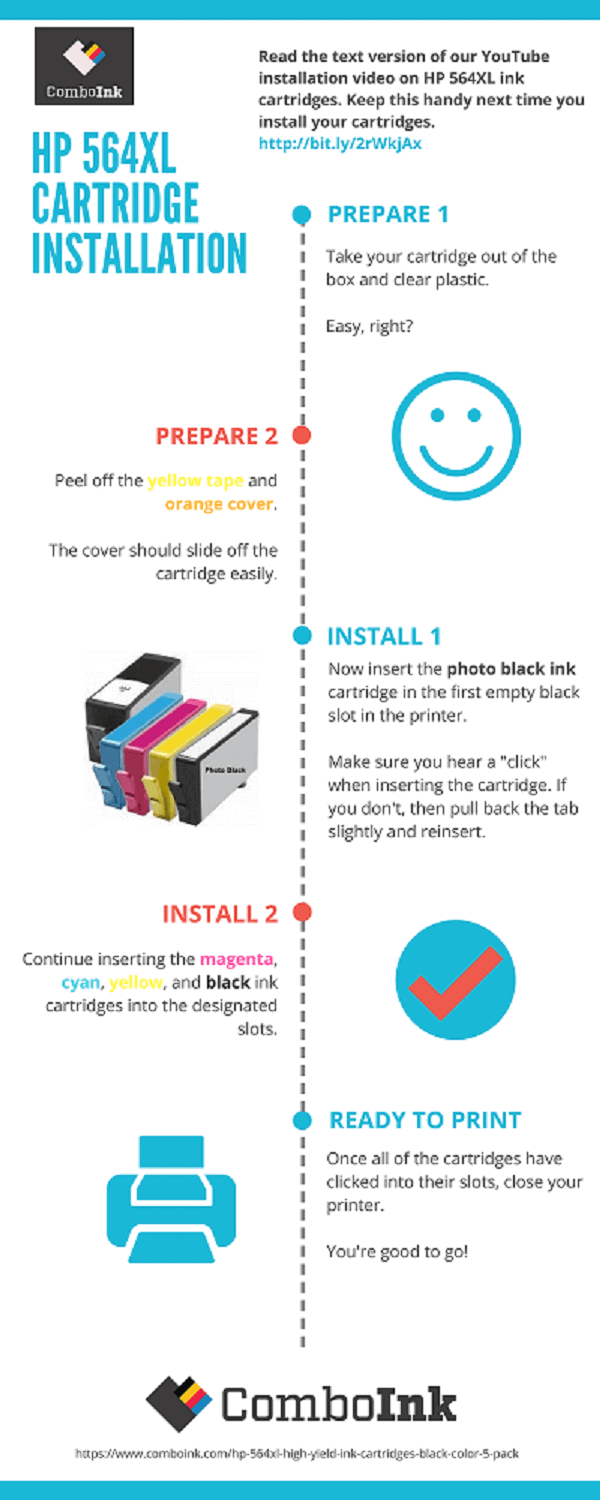 ComboInk
Read the text version of our YouTube
installation video on HP 564XL ink
cartridges. Keep this handy next time you
install your cartridges.
http://bit.ly/2rWkjAx
HP 564XL
CARTRIDGE
INSTALLATION
PREPARE 1
Take your cartridge out of the
box and clear plastic.
Easy, right?
PREPARE 2
Peel off the yellow tape and
orange cover.
The cover should slide off the
cartridge easily.
INSTALL 1
Now insert the photo black ink
cartridge in the first empty black
slot in the printer.
Make sure you hear a "click"
when inserting the cartridge. If
you don't, then pull back the tab
slightly and reinsert.
Photo Black
INSTALL 2
Continue inserting the magenta,
cyan, yellow, and black ink
cartridges into the designated
slots.
READY TO PRINT
Once all of the cartridges have
clicked into their slots, close your
printer.
You're good to go!
ComboInk
https://www.comboink.com/hp-564xl-high-yield-ink-cartridges-black-color-5-pack